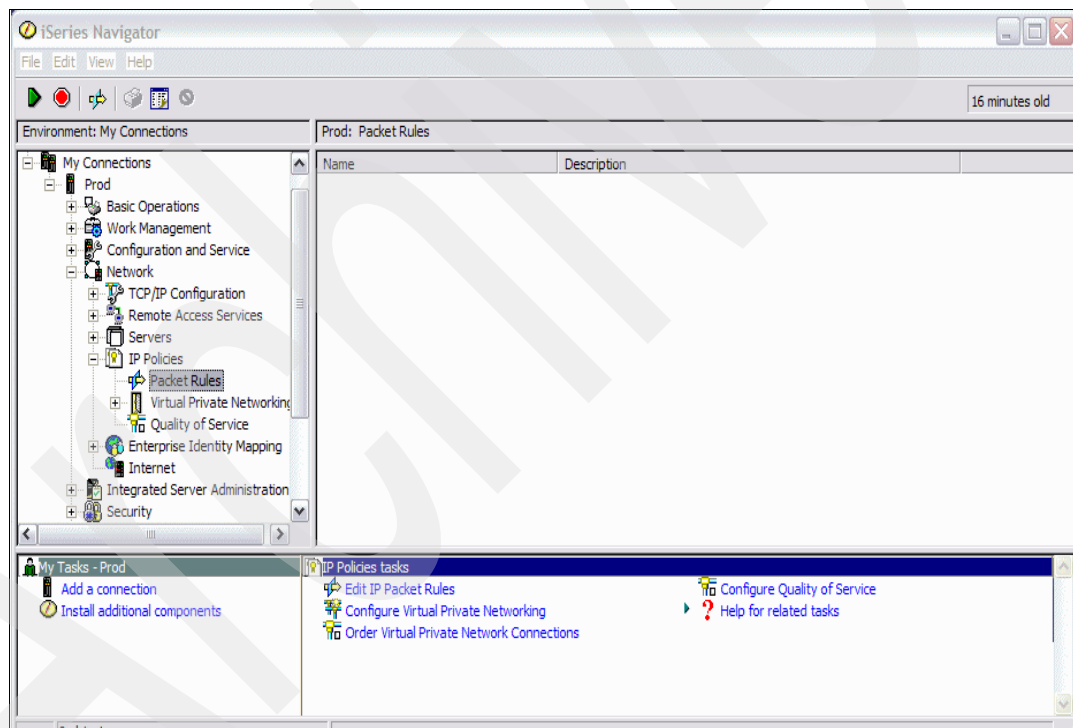 iSeries Navigator
File Edit View Help
16 minutes old
Environment: My Connections
Prod: Packet Rules
My Connections
Prod
Basic Operations
Work Management
Configuration and Service
Network
TCP/IP Configuration
Remote Access Services
Servers
IP Policies
Packet Rules
Virtual Private Networking
Quality of Service
Enterprise Identity Mapping
Internet
Integrated Server Administration
Security
Name Description
My Tasks - Prod
Add a connection
Install additional components
IP Policies tasks
Edit IP Packet Rules
Configure Virtual Private Networking
Order Virtual Private Network Connections
Configure Quality of Service
Help for related tasks